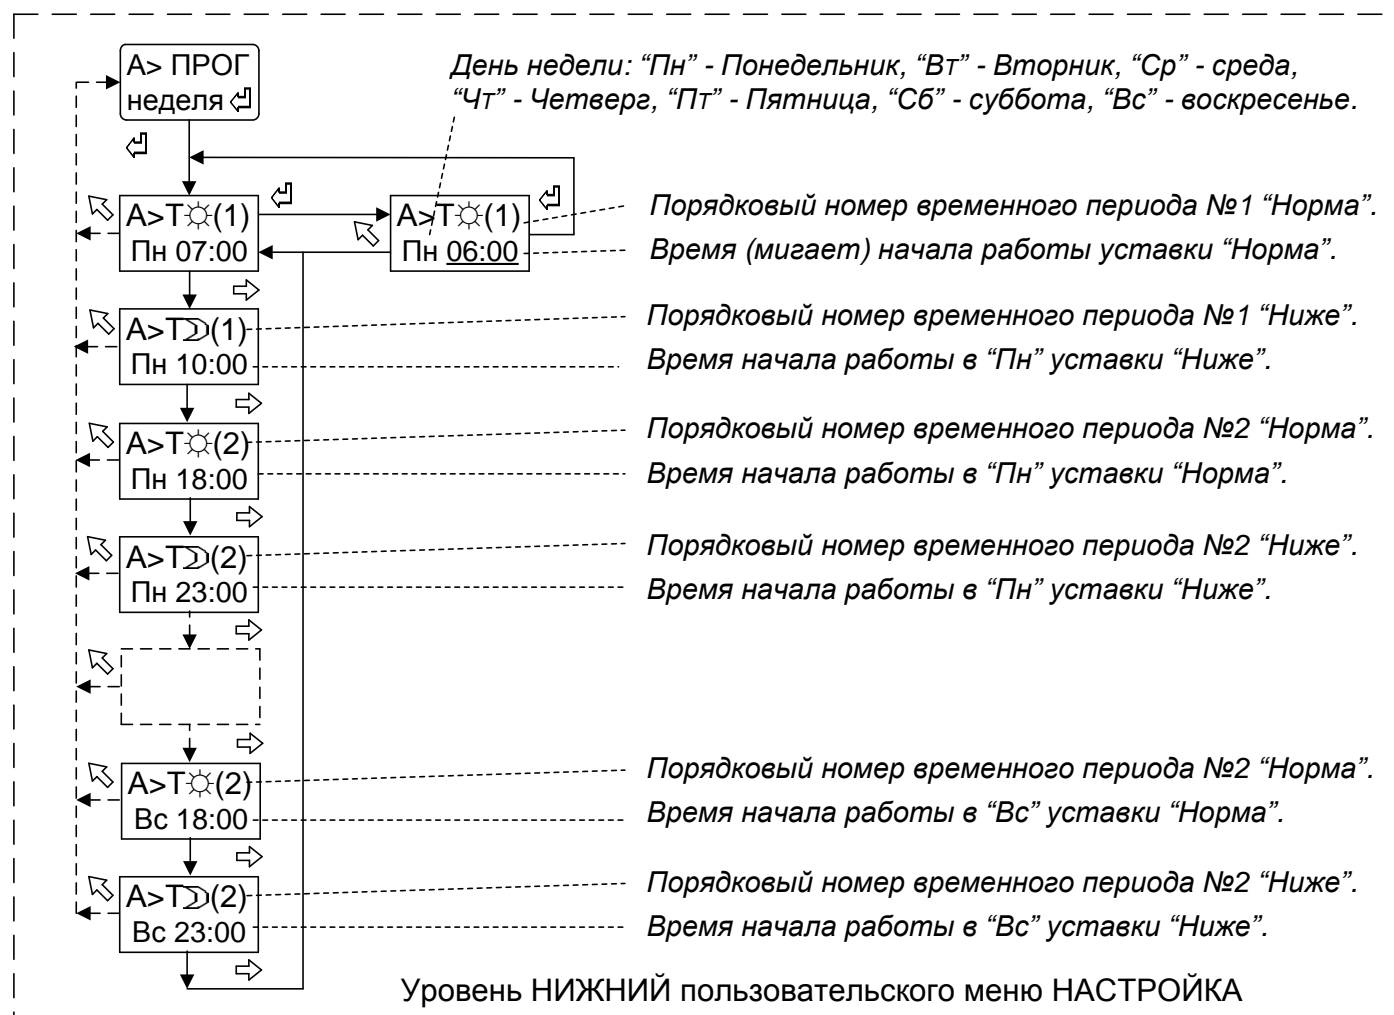 А> ПРОГ
неделя
День недели: “Пн” - Понедельник, “Вт” - Вторник, “Ср” - среда,
“Чт” - Четверг, “Пт” - Пятница, “Сб” - суббота, “Вс” - воскресенье.
А>Т☼(1)
Пн 07:00
А>Т☼(1)
Пн 06:00
Порядковый номер временного периода №1 “Норма”.
Время (мигает) начала работы уставки “Норма”.
А>Т☽(1)
Пн 10:00
Порядковый номер временного периода №1 “Ниже”.
Время начала работы в “Пн” уставки “Ниже”.
А>Т☼(2)
Пн 18:00
Порядковый номер временного периода №2 “Норма”.
Время начала работы в “Пн” уставки “Норма”.
А>Т☽(2)
Пн 23:00
Порядковый номер временного периода №2 “Ниже”.
Время начала работы в “Пн” уставки “Ниже”.
А>Т☼(2)
Вс 18:00
Порядковый номер временного периода №2 “Норма”.
Время начала работы в “Вс” уставки “Норма”.
А>Т☽(2)
Вс 23:00
Порядковый номер временного периода №2 “Ниже”.
Время начала работы в “Вс” уставки “Ниже”.
Уровень НИЖНИЙ пользовательского меню НАСТРОЙКА